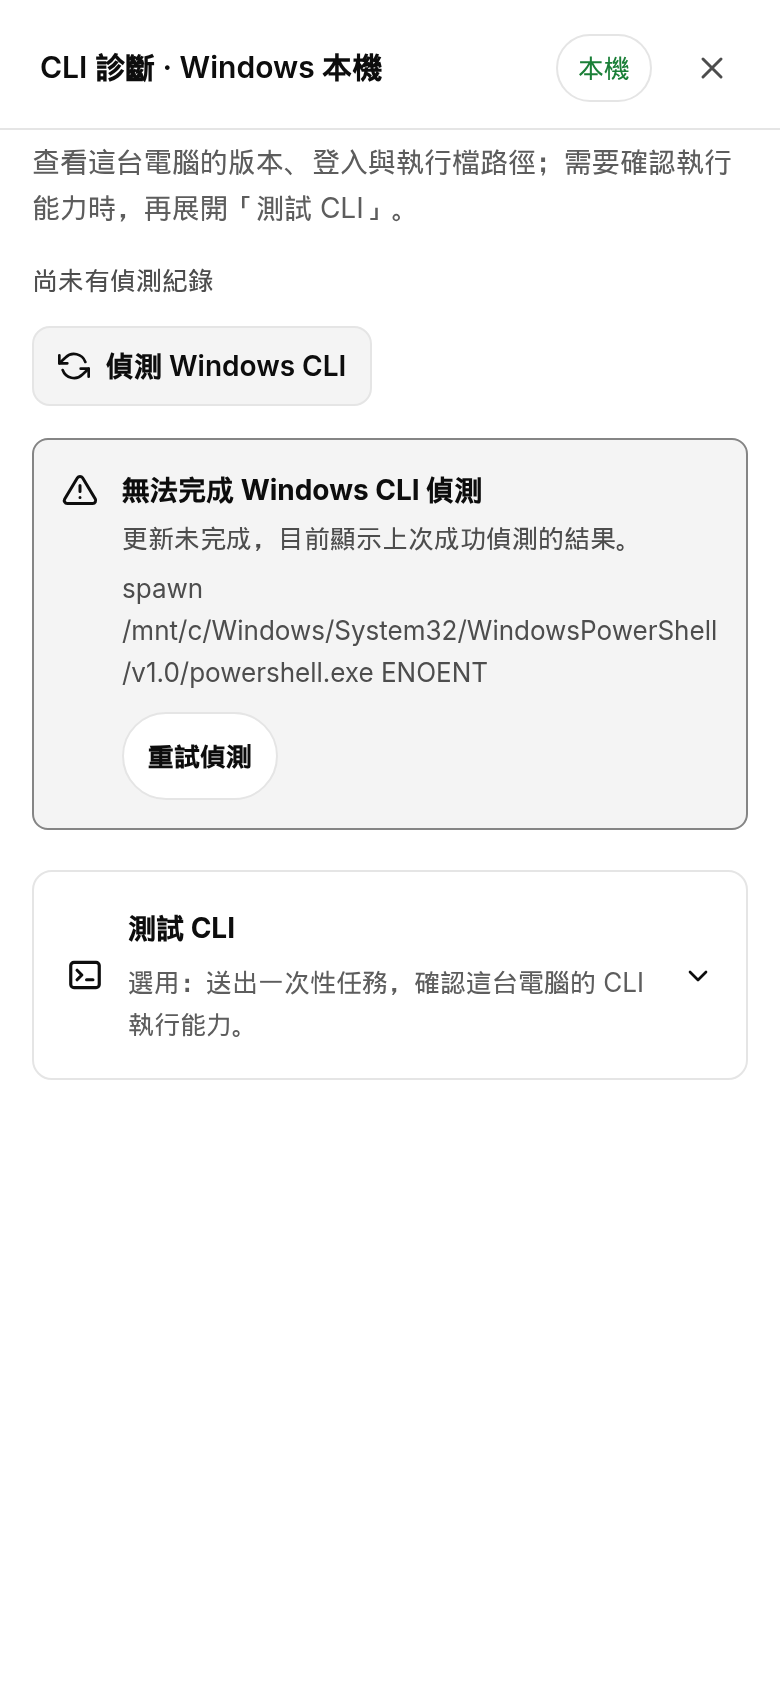 CLI 診斷 · Windows 本機
本機
查看這台電腦的版本、登入與執行檔路徑；需要確認執行
能力時，再展開「測試 CLI」。
尚未有偵測紀錄
偵測 Windows CLI
無法完成 Windows CLI 偵測
更新未完成，目前顯示上次成功偵測的結果。
spawn
/mnt/c/Windows/System32/WindowsPowerShell
/v1.0/powershell.exe ENOENT
重試偵測
測試 CLI
選用：送出一次性任務，確認這台電腦的 CLI
執行能力。